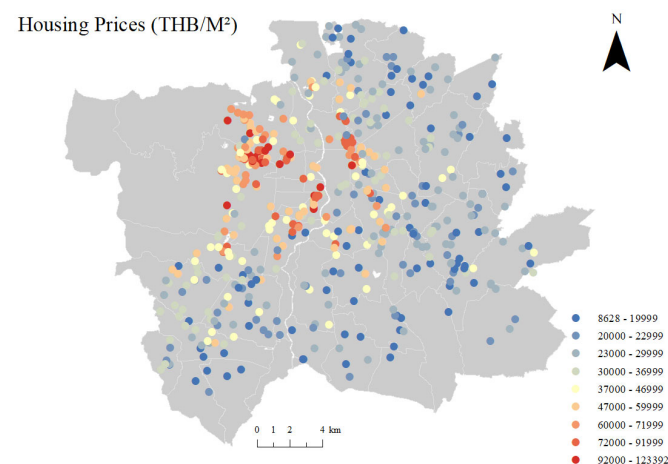 Housing Prices (THB/M²)
N
8628 - 19999
20000 - 22999
23000 - 29999
30000 - 36999
37000 - 46999
47000 - 59999
60000 - 71999
72000 - 91999
92000 - 123392
0 1 2 4 km